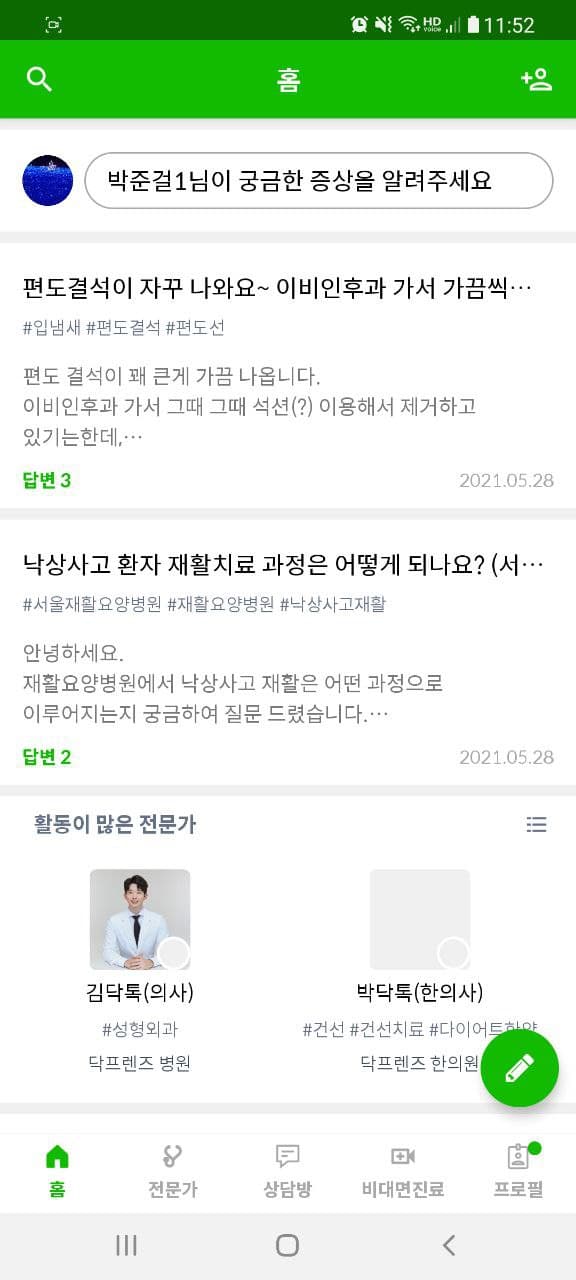 HD voice 11:52
홈
박준걸1님이 궁금한 증상을 알려주세요
편도결석이 자꾸 나와요~ 이비인후과 가서 가끔씩…
#입냄새 #편도결석 #편도선
편도 결석이 꽤 큰게 가끔 나옵니다.
이비인후과 가서 그때 그때 석션(?) 이용해서 제거하고
있기는한데,…
답변 3 2021.05.28
낙상사고 환자 재활치료 과정은 어떻게 되나요? (서…
#서울재활요양병원 #재활요양병원 #낙상사고재활
안녕하세요.
재활요양병원에서 낙상사고 재활은 어떤 과정으로
이루어지는지 궁금하여 질문 드렸습니다.…
답변 2 2021.05.28
활동이 많은 전문가
김닥톡(의사) 박닥톡(한의사)
#성형외과 #건선 #건선치료 #다이어트한약
닥프렌즈 병원 닥프렌즈 한의원
홈 전문가 상담방 비대면진료 프로필